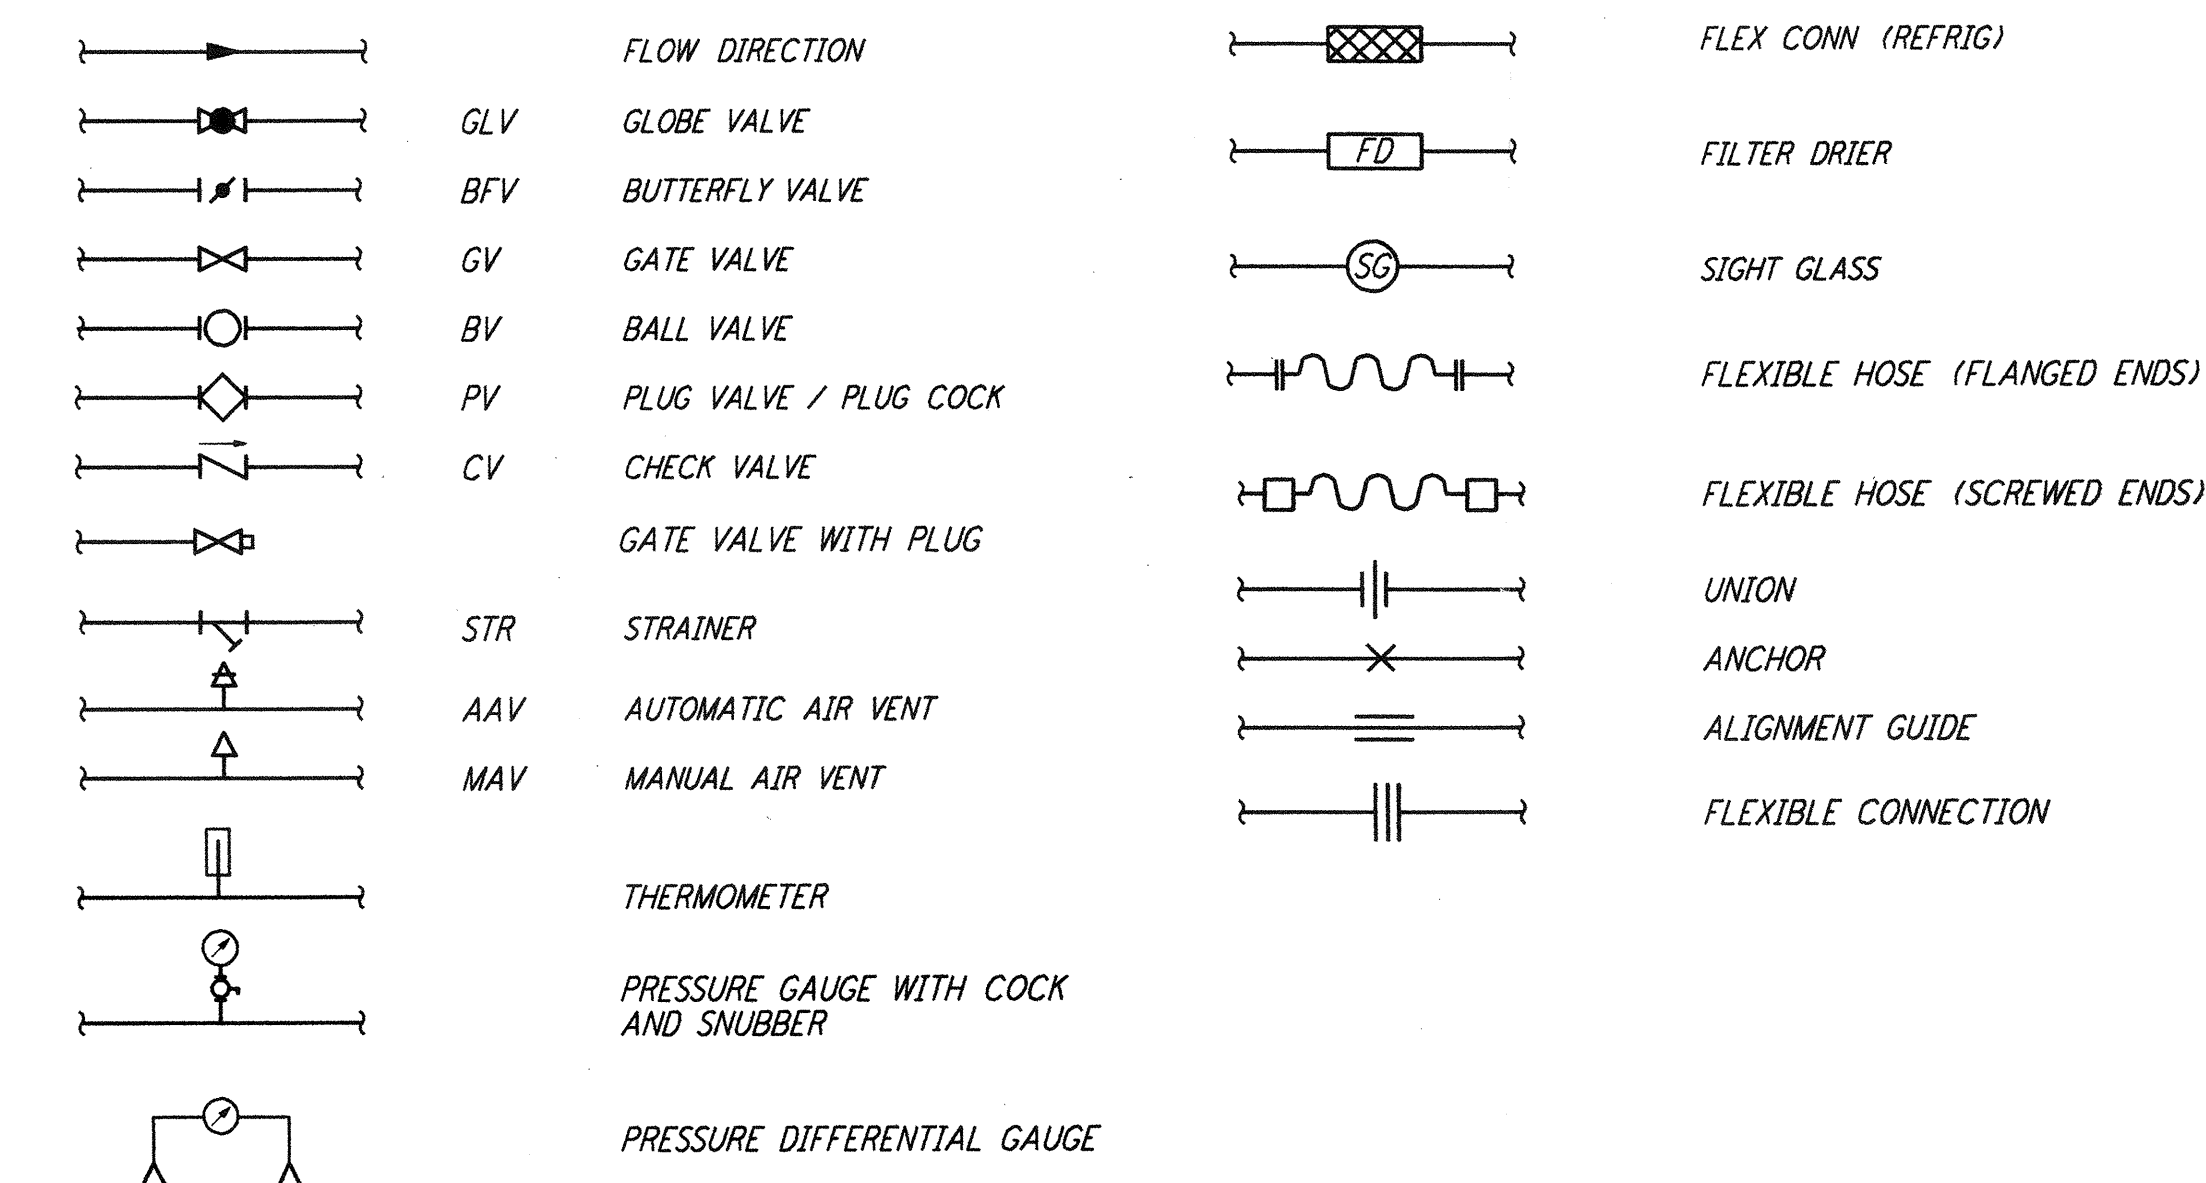 FLOW DIRECTION
GLV GLOBE VALVE
BFV BUTTERFLY VALVE
GV GATE VALVE
BV BALL VALVE
PV PLUG VALVE / PLUG COCK
CV CHECK VALVE
GATE VALVE WITH PLUG
STR STRAINER
AAV AUTOMATIC AIR VENT
MAV MANUAL AIR VENT
THERMOMETER
PRESSURE GAUGE WITH COCK
AND SNUBBER
PRESSURE DIFFERENTIAL GAUGE
FLEX CONN (REFRIG)
FD FILTER DRIER
SG SIGHT GLASS
FLEXIBLE HOSE (FLANGED ENDS)
FLEXIBLE HOSE (SCREWED ENDS)
UNION
ANCHOR
ALIGNMENT GUIDE
FLEXIBLE CONNECTION